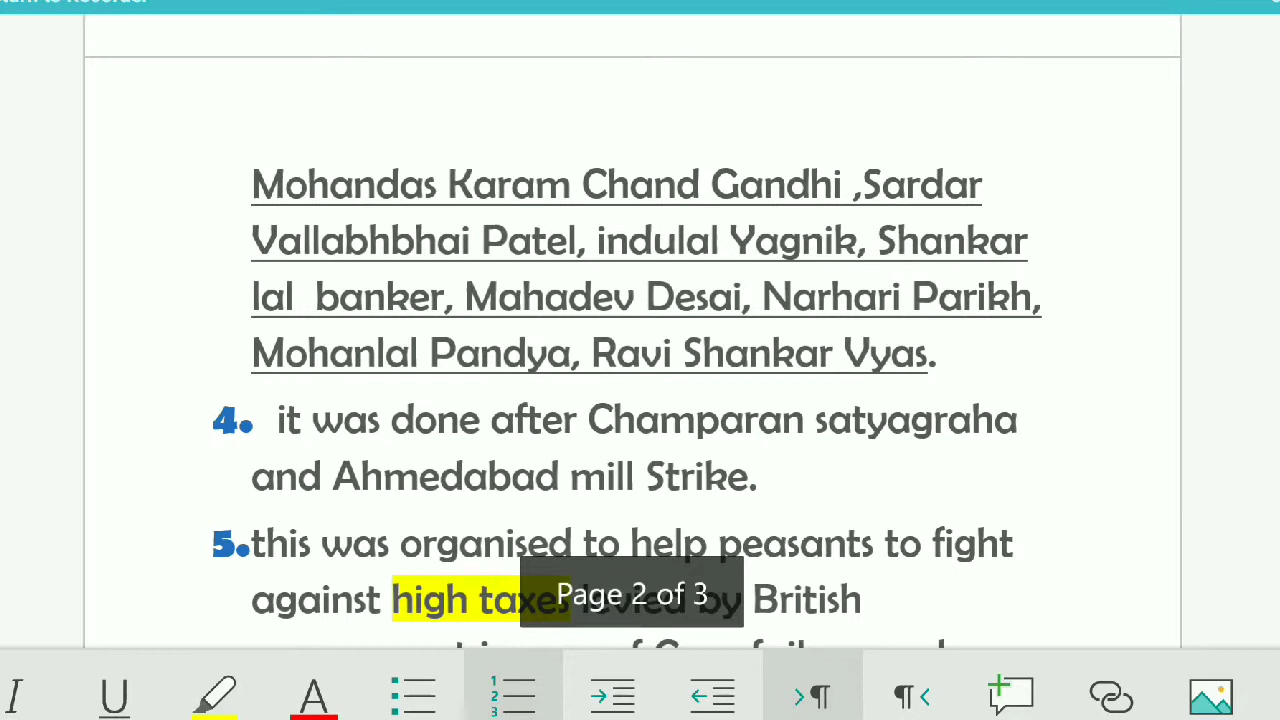 Mohandas Karam Chand Gandhi ,Sardar
Vallabhbhai Patel, indulal Yagnik, Shankar
lal banker, Mahadev Desai, Narhari Parikh,
Mohanlal Pandya, Ravi Shankar Vyas.
4. it was done after Champaran satyagraha
and Ahmedabad mill Strike.
5.this was organised to help peasants to fight
against high taxes levied by British
Page 2 of 3